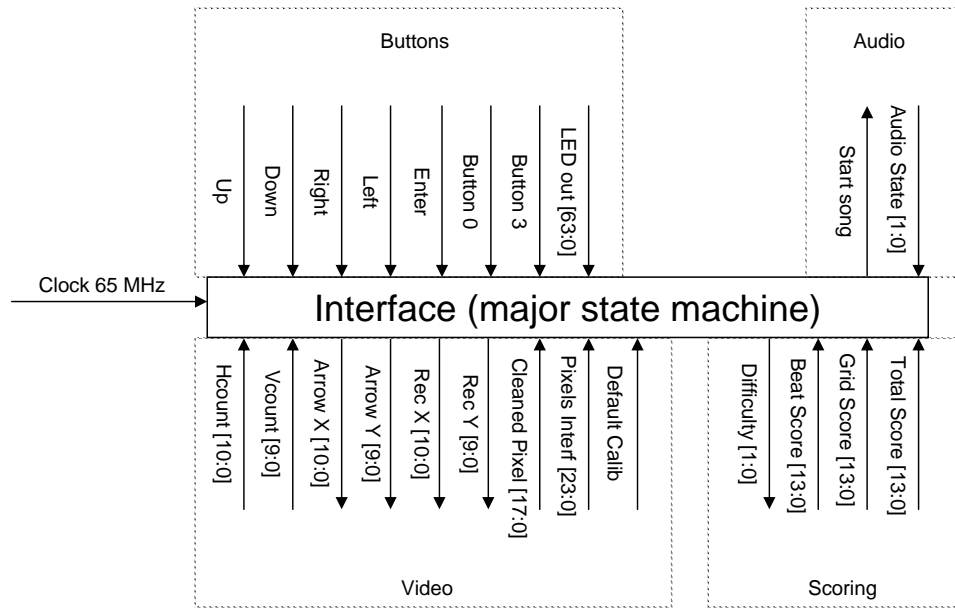 Buttons
Audio
Up
Down
Right
Left
Enter
Button 0
Button 3
LED out [63:0]
Start song
Audio State [1:0]
Clock 65 MHz
Interface (major state machine)
Hcount [10:0]
Vcount [9:0]
Arrow X [10:0]
Arrow Y [9:0]
Rec X [10:0]
Rec Y [9:0]
Cleaned Pixel [17:0]
Pixels Interf [23:0]
Default Calib
Difficulty [1:0]
Beat Score [13:0]
Grid Score [13:0]
Total Score [13:0]
Video
Scoring